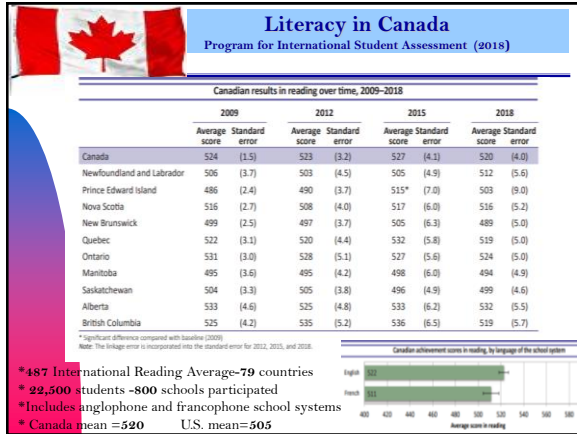 Literacy in Canada
Program for International Student Assessment (2018)
Canadian results in reading over time, 2009–2018
2009 2012 2015 2018
Average score Standard error Average score Standard error Average score Standard error Average score Standard error
Canada 524 (1.5) 523 (3.2) 527 (4.1) 520 (4.0)
Newfoundland and Labrador 506 (3.7) 503 (4.5) 505 (4.9) 512 (5.6)
Prince Edward Island 486 (2.4) 490 (3.7) 515* (7.0) 503 (9.0)
Nova Scotia 516 (2.7) 508 (4.0) 517 (6.0) 516 (5.2)
New Brunswick 499 (2.5) 497 (3.7) 505 (6.3) 489 (5.0)
Quebec 522 (3.1) 520 (4.4) 532 (5.8) 519 (5.0)
Ontario 531 (3.0) 528 (5.1) 527 (5.6) 524 (5.0)
Manitoba 495 (3.6) 495 (4.2) 498 (6.0) 494 (4.9)
Saskatchewan 504 (3.3) 505 (3.8) 496 (4.9) 499 (4.6)
Alberta 533 (4.6) 525 (4.8) 533 (6.2) 532 (5.5)
British Columbia 525 (4.2) 535 (5.2) 536 (6.5) 519 (5.7)
* Significant difference compared with baseline (2009)
Note: The linkage error is incorporated into the standard error for 2012, 2015, and 2018.
Canadian achievement scores in reading, by language of the school system
English 522
French 511
400 420 440 460 480 500 520 540 560 580
Average score in reading
*487 International Reading Average-79 countries
* 22,500 students -800 schools participated
*Includes anglophone and francophone school systems
* Canada mean =520 U.S. mean=505